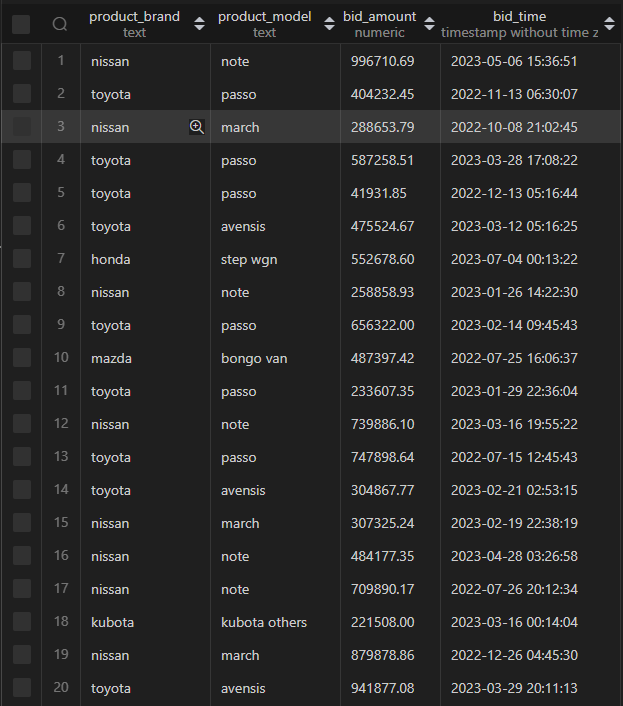 product_brand product_model bid_amount bid_time
text text numeric timestamp without time z
1 nissan note 996710.69 2023-05-06 15:36:51
2 toyota passo 404232.45 2022-11-13 06:30:07
3 nissan march 288653.79 2022-10-08 21:02:45
4 toyota passo 587258.51 2023-03-28 17:08:22
5 toyota passo 41931.85 2022-12-13 05:16:44
6 toyota avensis 475524.67 2023-03-12 05:16:25
7 honda step wgn 552678.60 2023-07-04 00:13:22
8 nissan note 258858.93 2023-01-26 14:22:30
9 toyota passo 656322.00 2023-02-14 09:45:43
10 mazda bongo van 487397.42 2022-07-25 16:06:37
11 toyota passo 233607.35 2023-01-29 22:36:04
12 nissan note 739886.10 2023-03-16 19:55:22
13 toyota passo 747898.64 2022-07-15 12:45:43
14 toyota avensis 304867.77 2023-02-21 02:53:15
15 nissan march 307325.24 2023-02-19 22:38:19
16 nissan note 484177.35 2023-04-28 03:26:58
17 nissan note 709890.17 2022-07-26 20:12:34
18 kubota kubota others 221508.00 2023-03-16 00:14:04
19 nissan march 879878.86 2022-12-26 04:45:30
20 toyota avensis 941877.08 2023-03-29 20:11:13